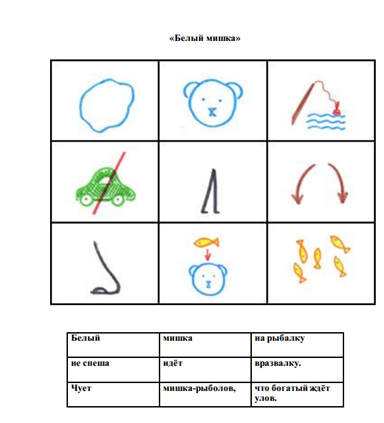 «Белый мишка»
Белый мишка на рыбалку
не спеша идёт вразвалку.
Чует мишка-рыболов, что богатый ждёт
улов.